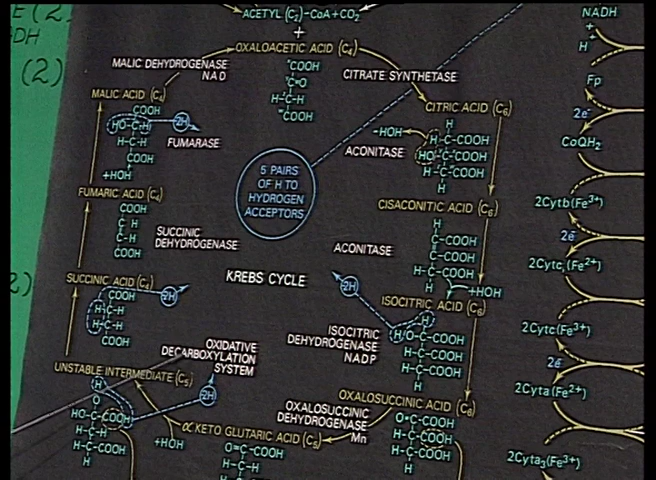 E(2
DH
(2)
2)
ACETYL (C₂)-CoA+CO₂
+
OXALOACETIC ACID (C₄)
COOH
C=O
H-C-H
COOH
MALIC DEHYDROGENASE
NAD
CITRATE SYNTHETASE
MALIC ACID (C₄)
COOH
HO-C-H
H-C-H
COOH
2H
FUMARASE
+HOH
CITRIC ACID (C₆)
H
H-C-COOH
HO-C-COOH
H-C-COOH
H
-HOH
ACONITASE
5 PAIRS
OF H TO
HYDROGEN
ACCEPTORS
FUMARIC ACID (C₄)
COOH
C-H
H-C
COOH
SUCCINIC
DEHYDROGENASE
CISACONITIC ACID (C₆)
H
C-COOH
C-COOH
H-C-COOH
H
ACONITASE
+HOH
KREBS CYCLE
SUCCINIC ACID (C₄)
COOH
H-C-H
H-C-H
COOH
2H
2H
ISOCITRIC ACID (C₆)
H
H O-C-COOH
H-C-COOH
H-C-COOH
H
ISOCITRIC
DEHYDROGENASE
NADP
OXIDATIVE
DECARBOXYLATION
SYSTEM
UNSTABLE INTERMEDIATE (C₅)
H
O
HO-C-COOH
H-C-H
H-C-COOH
H
2H
+HOH
OXALOSUCCINIC ACID (C₆)
O=C-COOH
H-C-COOH
H-C-COOH
H
OXALOSUCCINIC
DEHYDROGENASE
Mn
∝ KETO GLUTARIC ACID (C₅)
O=C-COOH
H-C-H
H
NADH
+
H
Fp
2e⁻
CoQH₂
2Cytb(Fe³⁺)
2ē
2Cytc₁(Fe²⁺)
2Cytc(Fe³⁺)
2ē
2Cyta(Fe²⁺)
2Cyta₃(Fe³⁺)